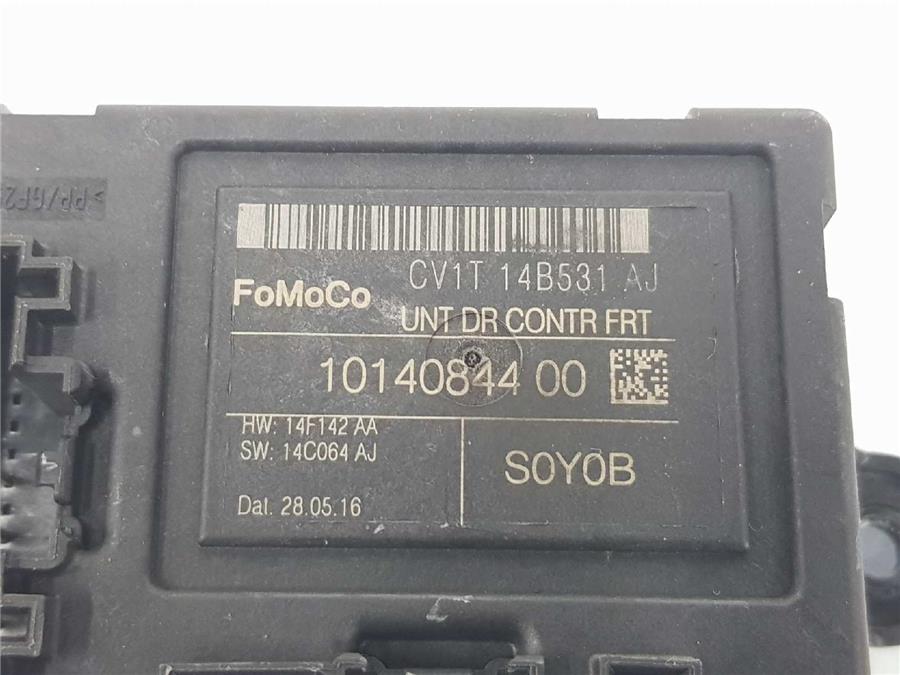 CV1T 14B531 AJ
FoMoCo
UNT DR CONTR FRT
10140844 00
HW: 14F142 AA
SW: 14C064 AJ
S0Y0B
Dat. 28.05.16